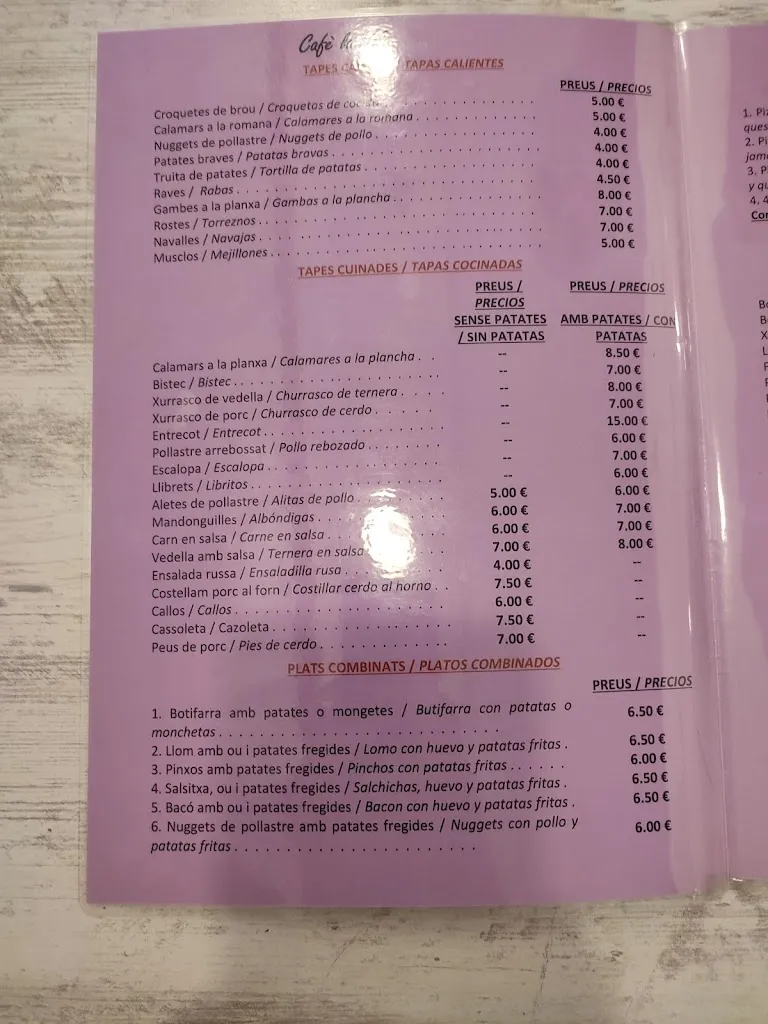 Cafè
TAPES TAPAS CALIENTES
PREUS / PRECIOS
Croquetes de brou / Croquetas de . . . 5.00 €
Calamars a la romana / Calamares a la romana . . . 5.00 €
Nuggets de pollastre / Nuggets de pollo . . . 4.00 €
Patates braves / Patatas bravas . . . 4.00 €
Truita de patates / Tortilla de patatas . . . 4.00 €
Raves / Rabas . . . 4.50 €
Gambes a la planxa / Gambas a la plancha . . . 8.00 €
Rostes / Torreznos . . . 7.00 €
Navalles / Navajas . . . 7.00 €
Musclos / Mejillones . . . 5.00 €
TAPES CUINADES / TAPAS COCINADAS
PREUS / PREUS / PRECIOS
PRECIOS
SENSE PATATES AMB PATATES / CON
/ SIN PATATAS PATATAS
Calamars a la planxa / Calamares a la plancha . . -- 8.50 €
Bistec / Bistec . . . -- 7.00 €
Xurrasco de vedella / Churrasco de ternera . . . -- 8.00 €
Xurrasco de porc / Churrasco de cerdo . . . -- 7.00 €
Entrecot / Entrecot . . . -- 15.00 €
Pollastre arrebossat / Pollo rebozado . . . -- 6.00 €
Escalopa / Escalopa . . . -- 7.00 €
Llibrets / Libritos . . . -- 6.00 €
Aletes de pollastre / Alitas de pollo . . . 5.00 € 6.00 €
Mandonguilles / Albóndigas . . . 6.00 € 7.00 €
Carn en salsa / Carne en salsa . . . 6.00 € 7.00 €
Vedella amb salsa / Ternera en salsa . . . 7.00 € 8.00 €
Ensalada russa / Ensaladilla rusa . . . 4.00 € --
Costellam porc al forn / Costillar cerdo al horno . . 7.50 € --
Callos / Callos . . . 6.00 € --
Cassoleta / Cazoleta . . . 7.50 € --
Peus de porc / Pies de cerdo . . . 7.00 € --
PLATS COMBINATS / PLATOS COMBINADOS
PREUS / PRECIOS
1. Botifarra amb patates o mongetes / Butifarra con patatas o 6.50 €
monchetas . . .
2. Llom amb ou i patates fregides / Lomo con huevo y patatas fritas . 6.50 €
3. Pinxos amb patates fregides / Pinchos con patatas fritas . . . 6.00 €
4. Salsitxa, ou i patates fregides / Salchichas, huevo y patatas fritas . 6.50 €
5. Bacó amb ou i patates fregides / Bacon con huevo y patatas fritas . 6.50 €
6. Nuggets de pollastre amb patates fregides / Nuggets con pollo y 6.00 €
patatas fritas . . .
1.
2.
3.
y
4. 4